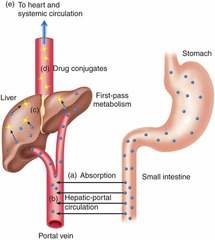 (e) To heart and
systemic circulation
Stomach
(d) Drug conjugates
Liver
(c)
First-pass
metabolism
(a) Absorption
Small intestine
(b) Hepatic-portal
circulation
Portal vein